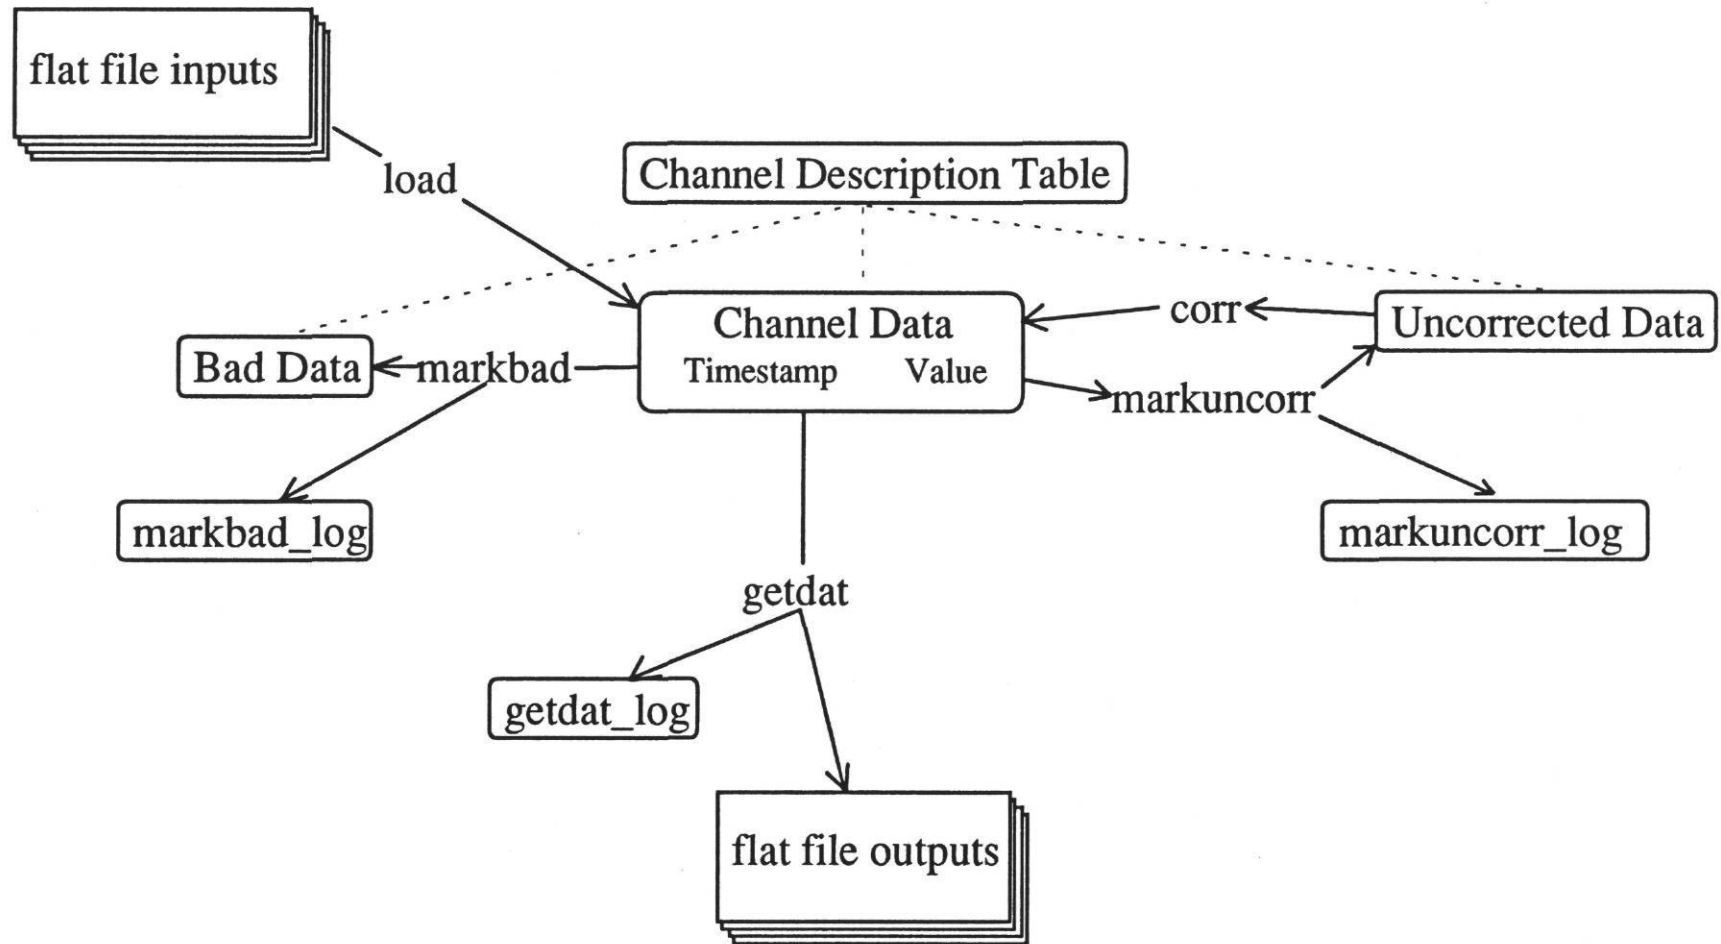 flat file inputs
load
Channel Description Table
Channel Data
Timestamp Value
corr
Uncorrected Data
Bad Data
markbad
markuncorr
markbad_log
markuncorr_log
getdat
getdat_log
flat file outputs